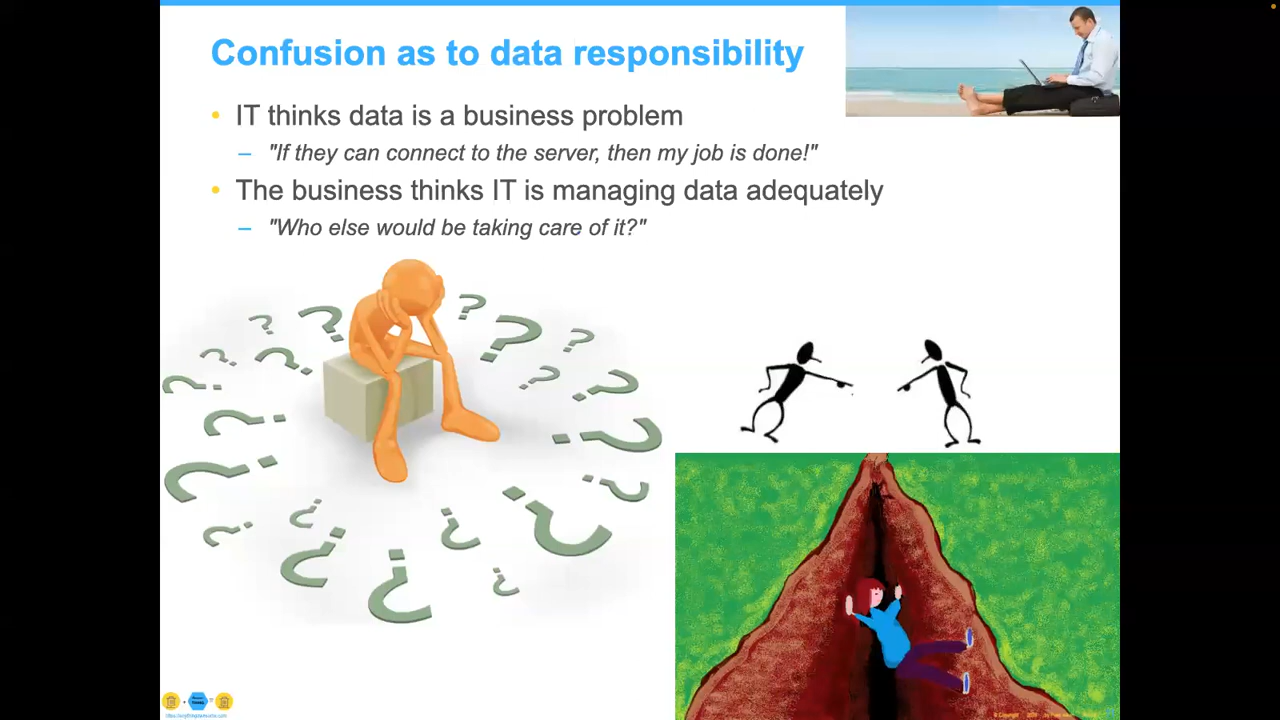 Confusion as to data responsibility
• IT thinks data is a business problem
– "If they can connect to the server, then my job is done!"
• The business thinks IT is managing data adequately
– "Who else would be taking care of it?"